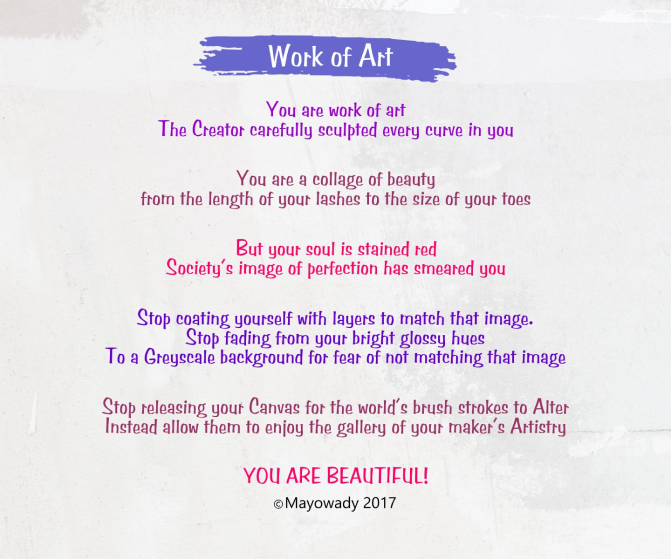 Work of Art
You are work of art
The Creator carefully sculpted every curve in you
You are a collage of beauty
from the length of your lashes to the size of your toes
But your soul is stained red
Society's image of perfection has smeared you
Stop coating yourself with layers to match that image.
Stop fading from your bright glossy hues
To a Greyscale background for fear of not matching that image
Stop releasing your Canvas for the world's brush strokes to Alter
Instead allow them to enjoy the gallery of your maker's Artistry
YOU ARE BEAUTIFUL!
©Mayowady 2017